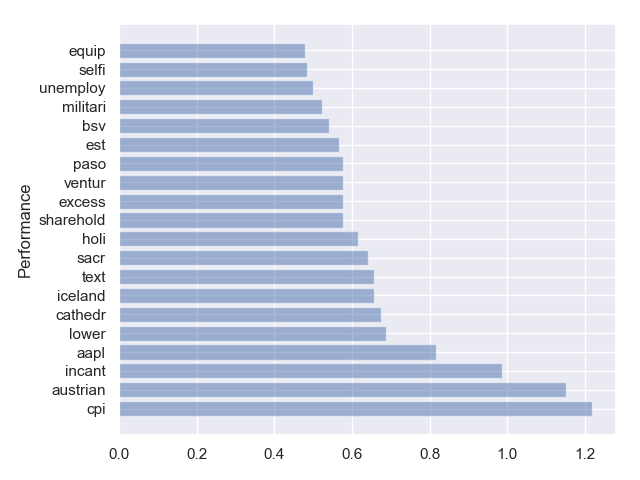 Performance
equip
selfi
unemploy
militari
bsv
est
paso
ventur
excess
sharehold
holi
sacr
text
iceland
cathedr
lower
aapl
incant
austrian
cpi
0.0 0.2 0.4 0.6 0.8 1.0 1.2